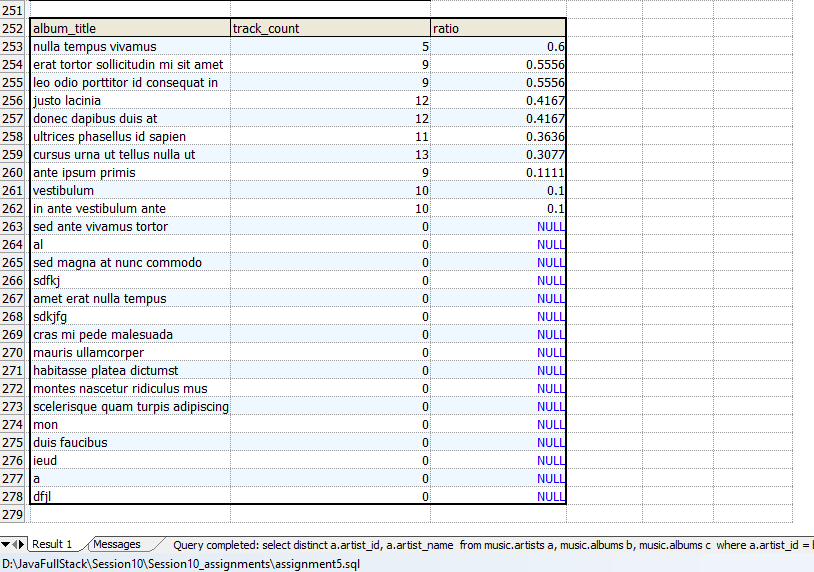 251
252 album_title track_count ratio
253 nulla tempus vivamus 5 0.6
254 erat tortor sollicitudin mi sit amet 9 0.5556
255 leo odio porttitor id consequat in 9 0.5556
256 justo lacinia 12 0.4167
257 donec dapibus duis at 12 0.4167
258 ultrices phasellus id sapien 11 0.3636
259 cursus urna ut tellus nulla ut 13 0.3077
260 ante ipsum primis 9 0.1111
261 vestibulum 10 0.1
262 in ante vestibulum ante 10 0.1
263 sed ante vivamus tortor 0 NULL
264 al 0 NULL
265 sed magna at nunc commodo 0 NULL
266 sdfkj 0 NULL
267 amet erat nulla tempus 0 NULL
268 sdkjfg 0 NULL
269 cras mi pede malesuada 0 NULL
270 mauris ullamcorper 0 NULL
271 habitasse platea dictumst 0 NULL
272 montes nascetur ridiculus mus 0 NULL
273 scelerisque quam turpis adipiscing 0 NULL
274 mon 0 NULL
275 duis faucibus 0 NULL
276 ieud 0 NULL
277 a 0 NULL
278 dfjl 0 NULL
279
Result 1 Messages Query completed: select distinct a.artist_id, a.artist_name from music.artists a, music.albums b, music.albums c where a.artist_id =
D:\JavaFullStack\Session10\Session10_assignments\assignment5.sql